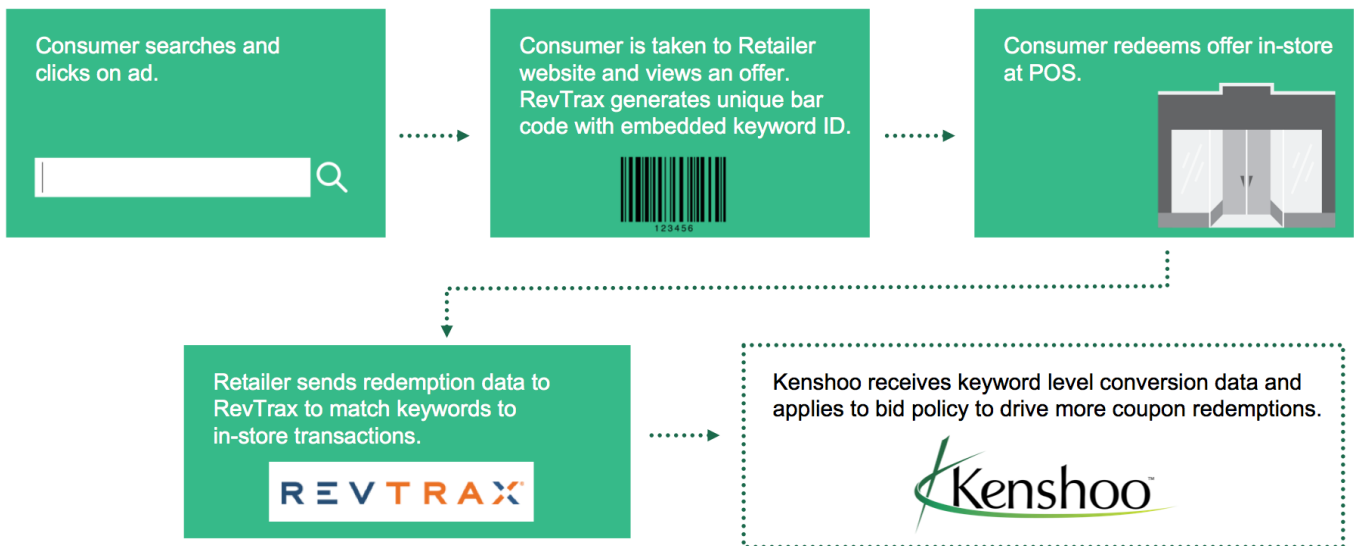 Consumer searches and
clicks on ad.
Consumer is taken to Retailer
website and views an offer.
RevTrax generates unique bar
code with embedded keyword ID.
123456
Consumer redeems offer in-store
at POS.
Retailer sends redemption data to
RevTrax to match keywords to
in-store transactions.
REVTRAX
Kenshoo receives keyword level conversion data and
applies to bid policy to drive more coupon redemptions.
Kenshoo™